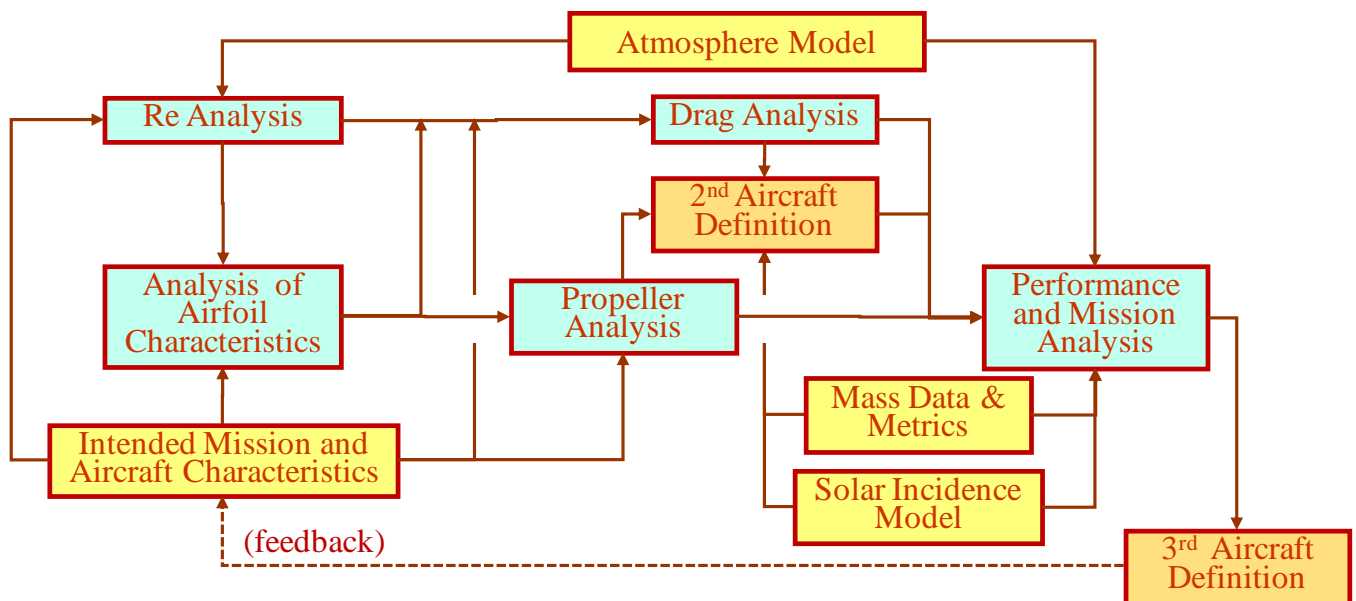 Atmosphere Model
Re Analysis
Drag Analysis
2nd Aircraft
Definition
Analysis of
Airfoil
Characteristics
Propeller
Analysis
Performance
and Mission
Analysis
Mass Data &
Metrics
Intended Mission and
Aircraft Characteristics
Solar Incidence
Model
(feedback)
3rd Aircraft
Definition